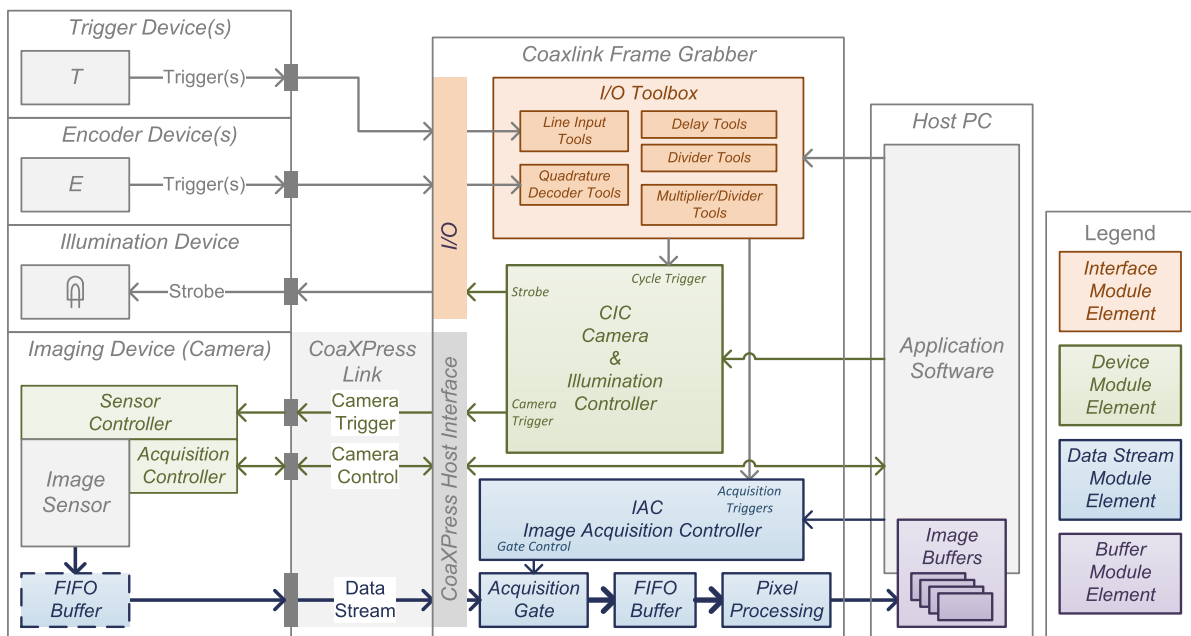 Trigger Device(s)
T
Trigger(s)
Encoder Device(s)
E
Trigger(s)
Illumination Device
Strobe
Imaging Device (Camera)
Sensor
Controller
Acquisition
Controller
Image
Sensor
FIFO
Buffer
CoaXPress
Link
Camera
Trigger
Camera
Control
Data
Stream
Coaxlink Frame Grabber
I/O
CoaXPress Host Interface
I/O Toolbox
Line Input
Tools
Quadrature
Decoder Tools
Delay Tools
Divider Tools
Multiplier/Divider
Tools
Cycle Trigger
Strobe
CIC
Camera
&
Illumination
Controller
Camera
Trigger
Acquisition
Triggers
IAC
Image Acquisition Controller
Gate Control
Acquisition
Gate
FIFO
Buffer
Pixel
Processing
Host PC
Application
Software
Image
Buffers
Legend
Interface
Module
Element
Device
Module
Element
Data Stream
Module
Element
Buffer
Module
Element